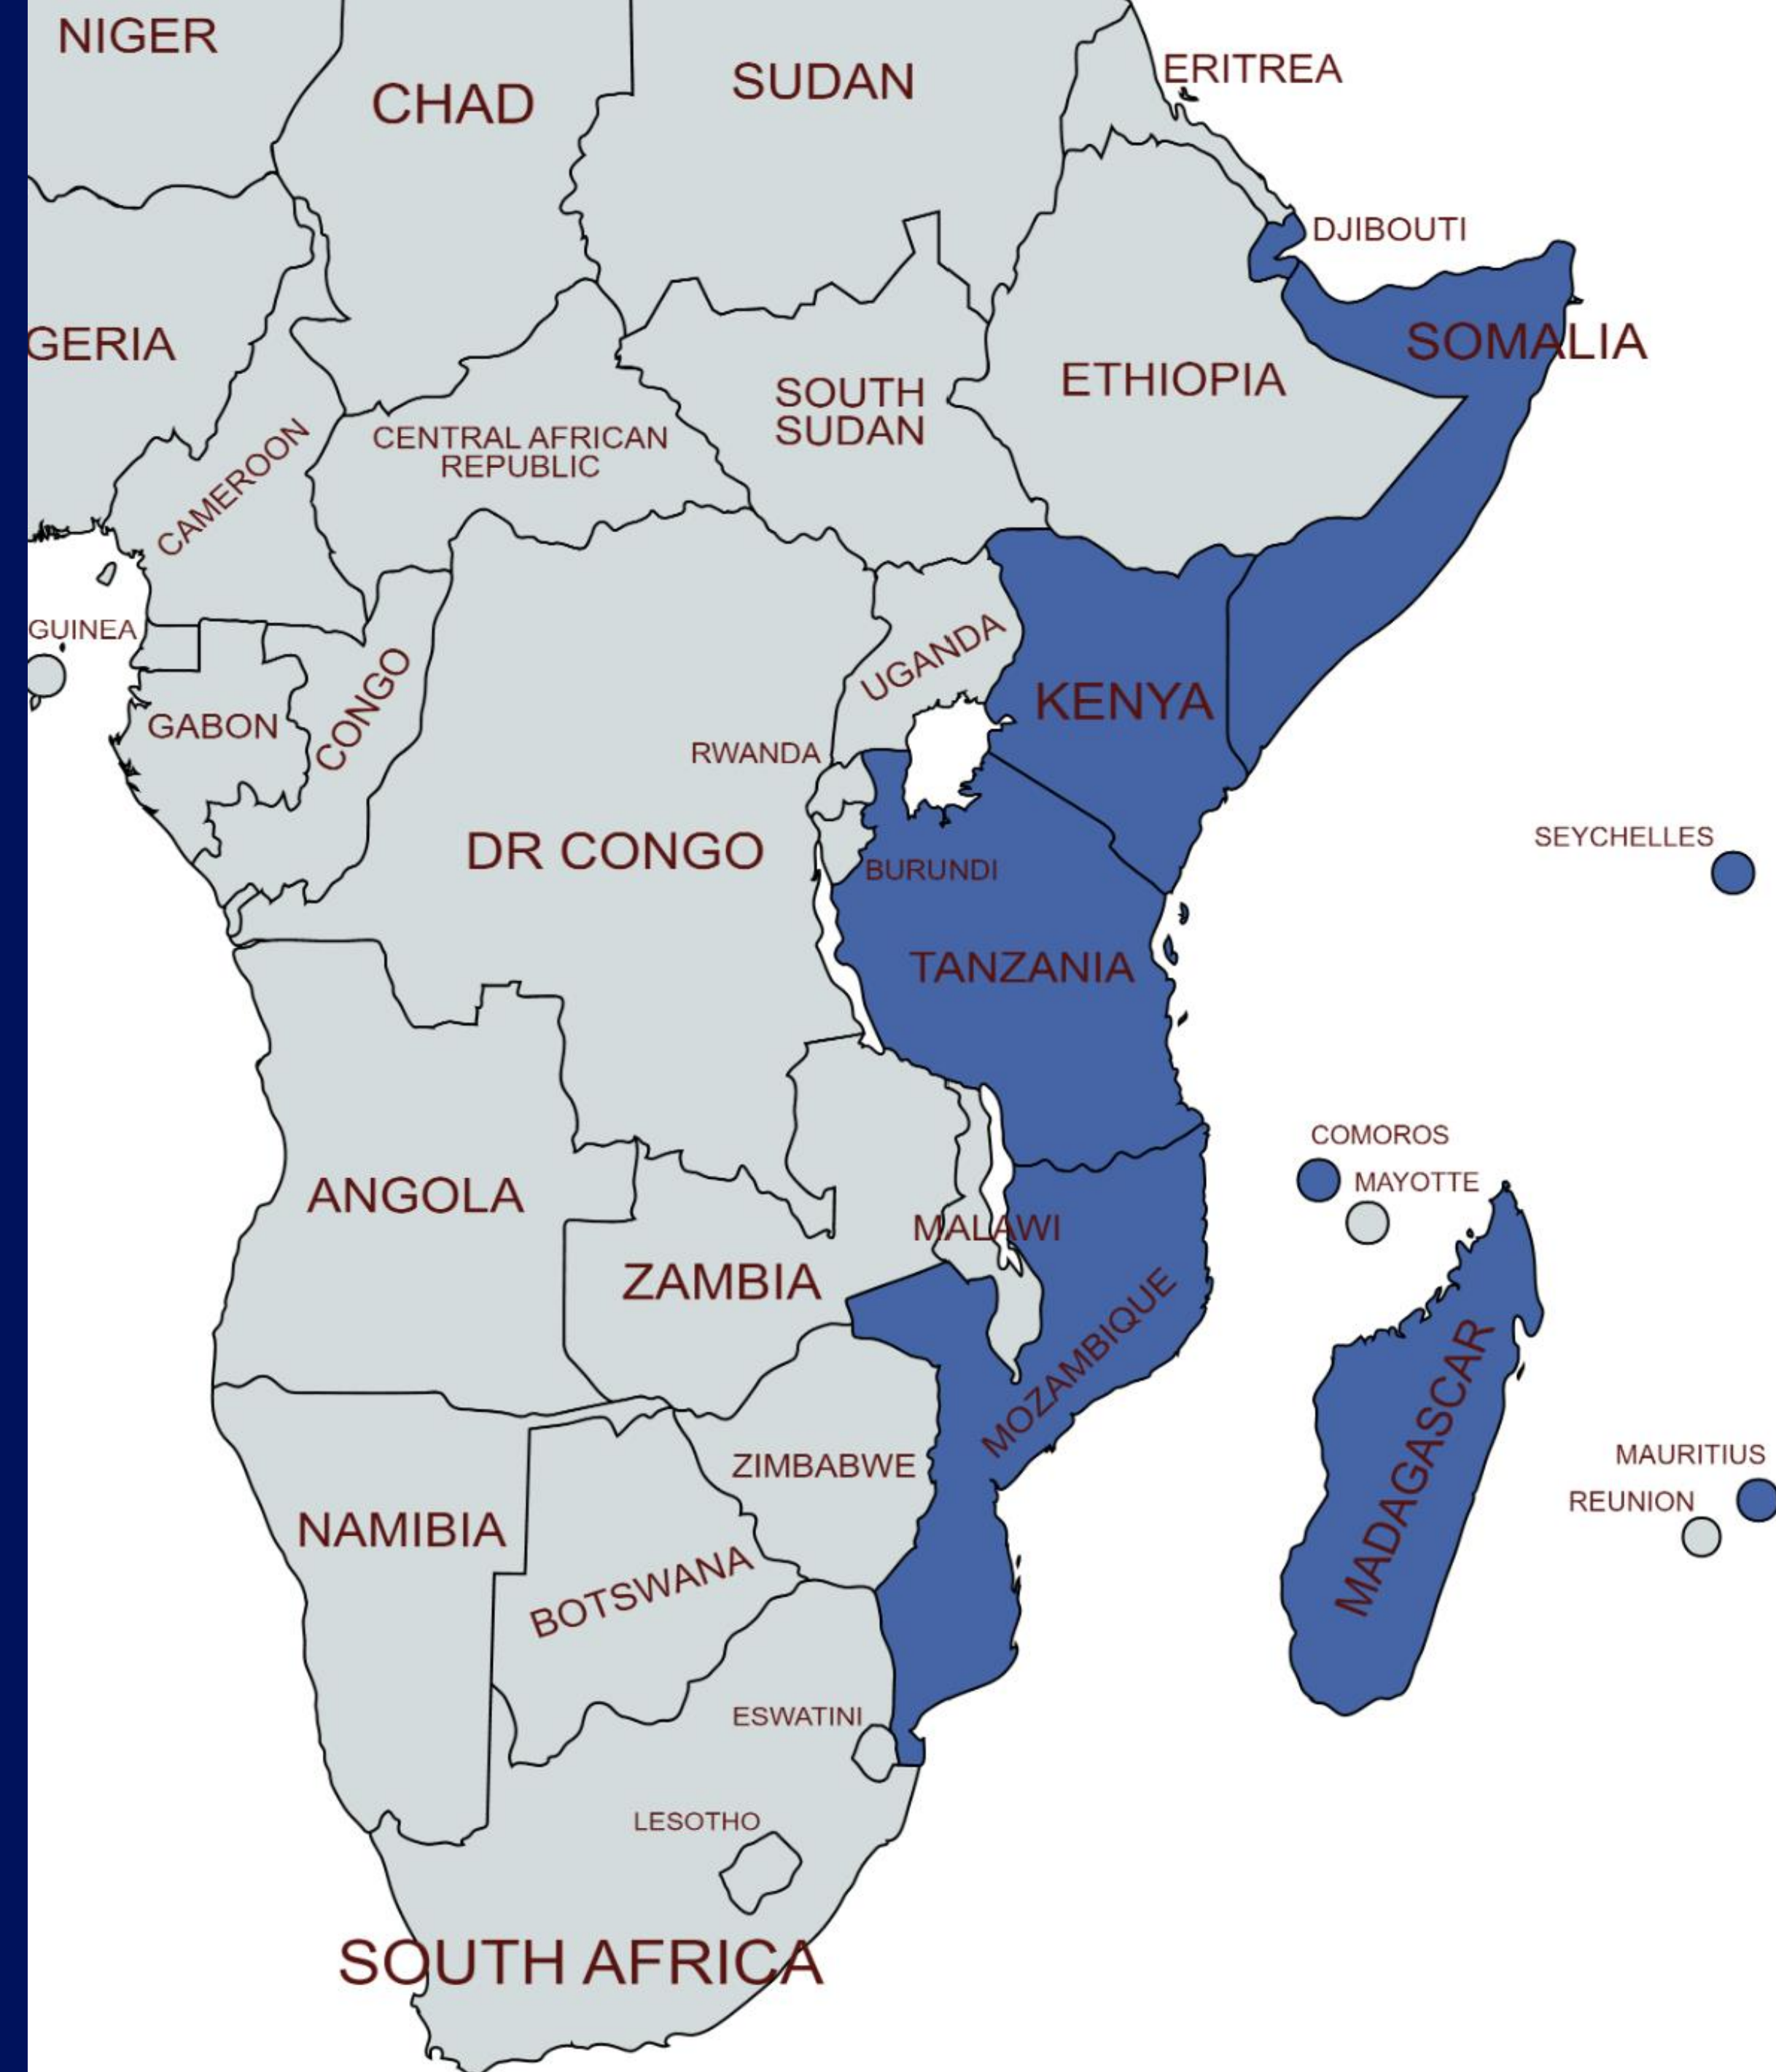 NIGER
CHAD
SUDAN
ERITREA
DJIBOUTI
GERIA
SOMALIA
ETHIOPIA
SOUTH
SUDAN
CENTRAL AFRICAN
REPUBLIC
CAMEROON
GUINEA
UGANDA
CONGO
KENYA
GABON
RWANDA
DR CONGO
BURUNDI
SEYCHELLES
TANZANIA
COMOROS
MAYOTTE
ANGOLA
MALAWI
ZAMBIA
MOZAMBIQUE
MADAGASCAR
MAURITIUS
ZIMBABWE
REUNION
NAMIBIA
BOTSWANA
ESWATINI
LESOTHO
SOUTH AFRICA